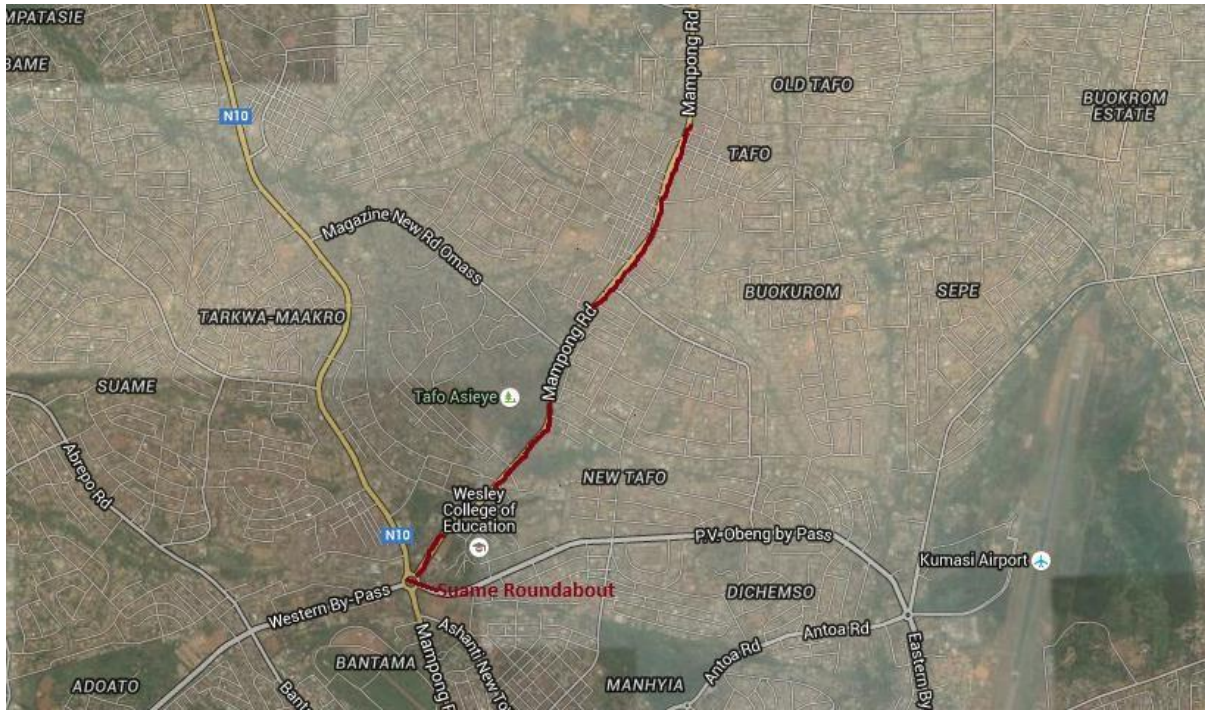 MPATASIE
BAME
N10
Mampong Rd
OLD TAFO
BUOKROM
ESTATE
TAFO
Magazine New Rd Omass
BUOKUROM
SEPE
TARKWA-MAAKRO
Mampong Rd
SUAME
Tafo Asieye
Abrepo Rd
NEW TAFO
Wesley
College of
Education
N10
P.V. Obeng by Pass
Kumasi Airport
Suame Roundabout
Western By-Pass
DICHEMSO
Antoa Rd
Antoa Rd
Ashanti New To
Mampong R
Eastern By
BANTAMA
ADOATO
Bant
MANHYIA